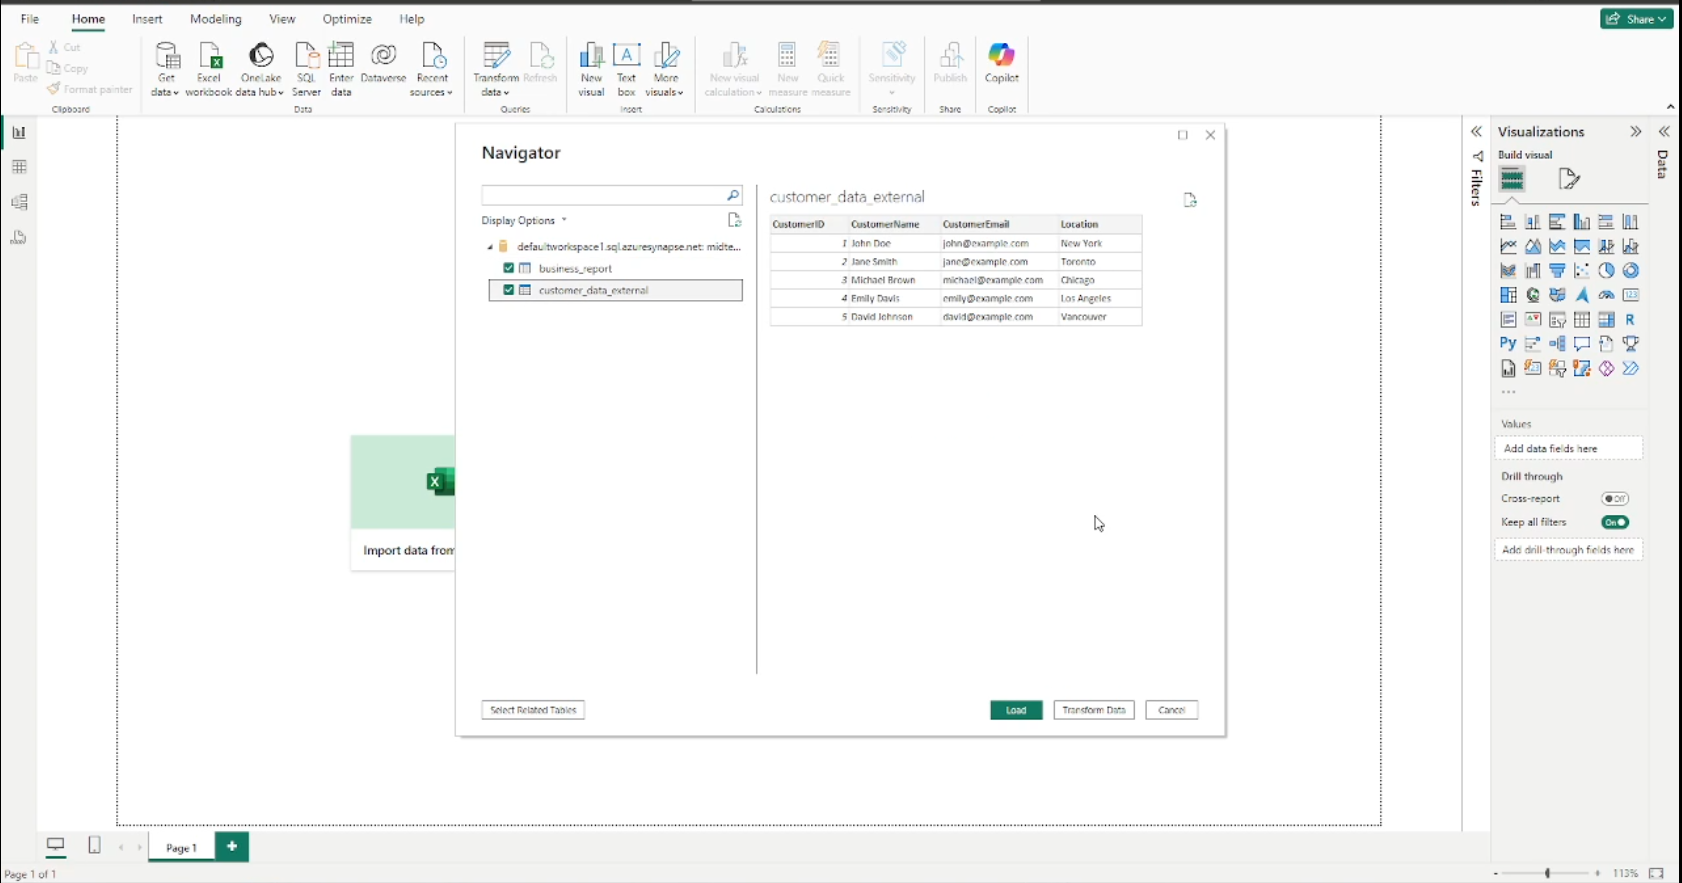 File Home Insert Modeling View Optimize Help Share
Paste
Cut
Copy
Format painter
Clipboard
Get data
Excel workbook
OneLake data hub
SQL Server
Enter data
Dataverse
Recent sources
Data
Transform data
Refresh
Queries
New visual
Text box
More visuals
Insert
New visual calculation
New measure
Quick measure
Calculations
Sensitivity
Sensitivity
Publish
Share
Copilot
Copilot
Navigator
Display Options
defaultworkspace1.sql.azuresynapse.net: midte...
business_report
customer_data_external
customer_data_external
CustomerID CustomerName CustomerEmail Location
1 John Doe john@example.com New York
2 Jane Smith jane@example.com Toronto
3 Michael Brown michael@example.com Chicago
4 Emily Davis emily@example.com Los Angeles
5 David Johnson david@example.com Vancouver
Select Related Tables
Load Transform Data Cancel
Import data from
Filters
Visualizations
Build visual
R
Py
...
Values
Add data fields here
Drill through
Cross-report Off
Keep all filters On
Add drill-through fields here
Data
Page 1
Page 1 of 1
113%